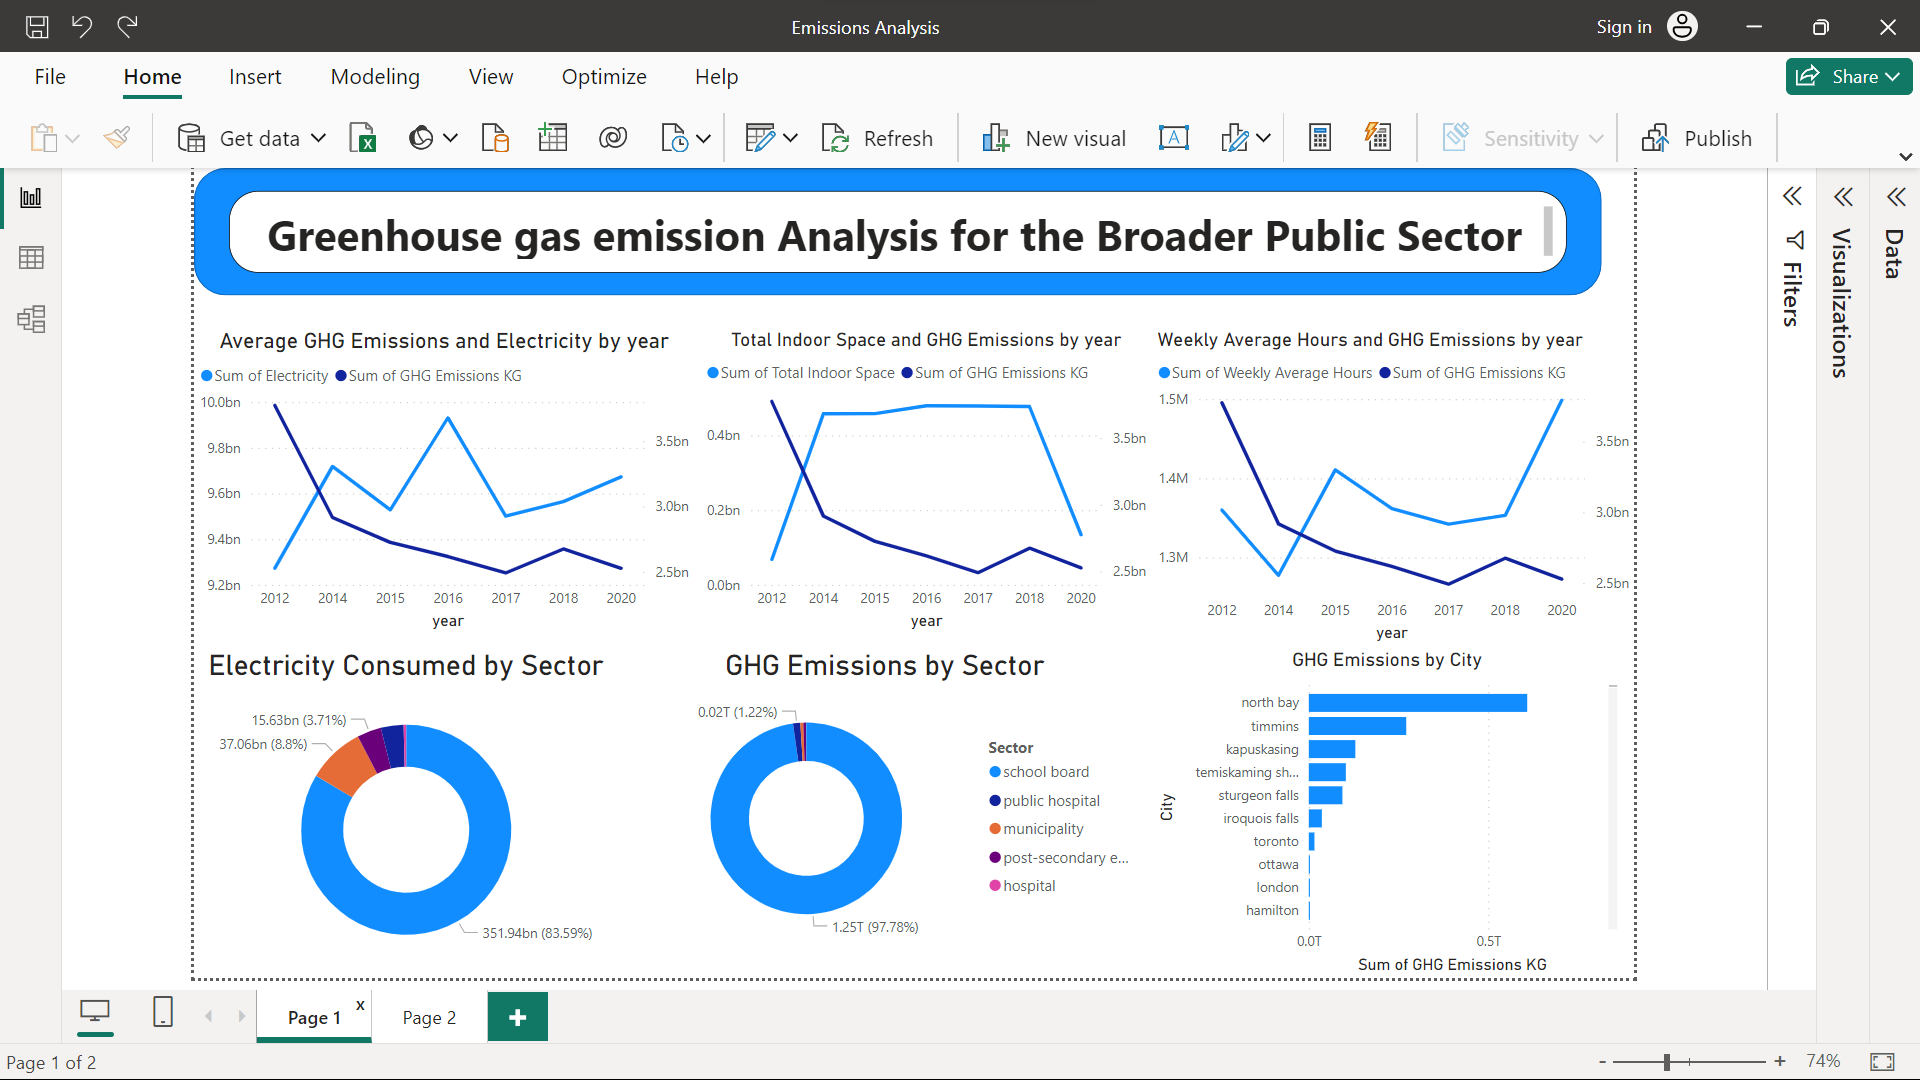 Emissions Analysis
Sign in
File Home Insert Modeling View Optimize Help
Share
Get data
Refresh
New visual
Sensitivity
Publish
Greenhouse gas emission Analysis for the Broader Public Sector
Filters
Visualizations
Data
Average GHG Emissions and Electricity by year
Sum of Electricity Sum of GHG Emissions KG
10.0bn
9.8bn
9.6bn
9.4bn
9.2bn
3.5bn
3.0bn
2.5bn
2012 2014 2015 2016 2017 2018 2020
year
Total Indoor Space and GHG Emissions by year
Sum of Total Indoor Space Sum of GHG Emissions KG
0.4bn
0.2bn
0.0bn
3.5bn
3.0bn
2.5bn
2012 2014 2015 2016 2017 2018 2020
year
Weekly Average Hours and GHG Emissions by year
Sum of Weekly Average Hours Sum of GHG Emissions KG
1.5M
1.4M
1.3M
3.5bn
3.0bn
2.5bn
2012 2014 2015 2016 2017 2018 2020
year
Electricity Consumed by Sector
15.63bn (3.71%)
37.06bn (8.8%)
351.94bn (83.59%)
GHG Emissions by Sector
0.02T (1.22%)
1.25T (97.78%)
Sector
school board
public hospital
municipality
post-secondary e...
hospital
GHG Emissions by City
City
north bay
timmins
kapuskasing
temiskaming sh...
sturgeon falls
iroquois falls
toronto
ottawa
london
hamilton
0.0T 0.5T
Sum of GHG Emissions KG
Page 1 x
Page 2
+
Page 1 of 2
- + 74%